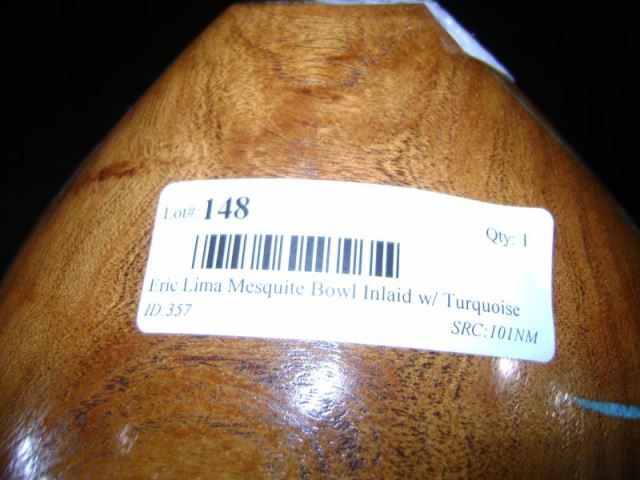 Lot#: 148
Qty: 1
Eric Lima Mesquite Bowl Inlaid w/ Turquoise
ID:357
SRC:101NM